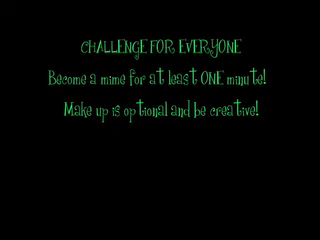 CHALLENGE FOR EVERYONE
Become a mime for at least ONE minute!
Make up is optional and be creative!